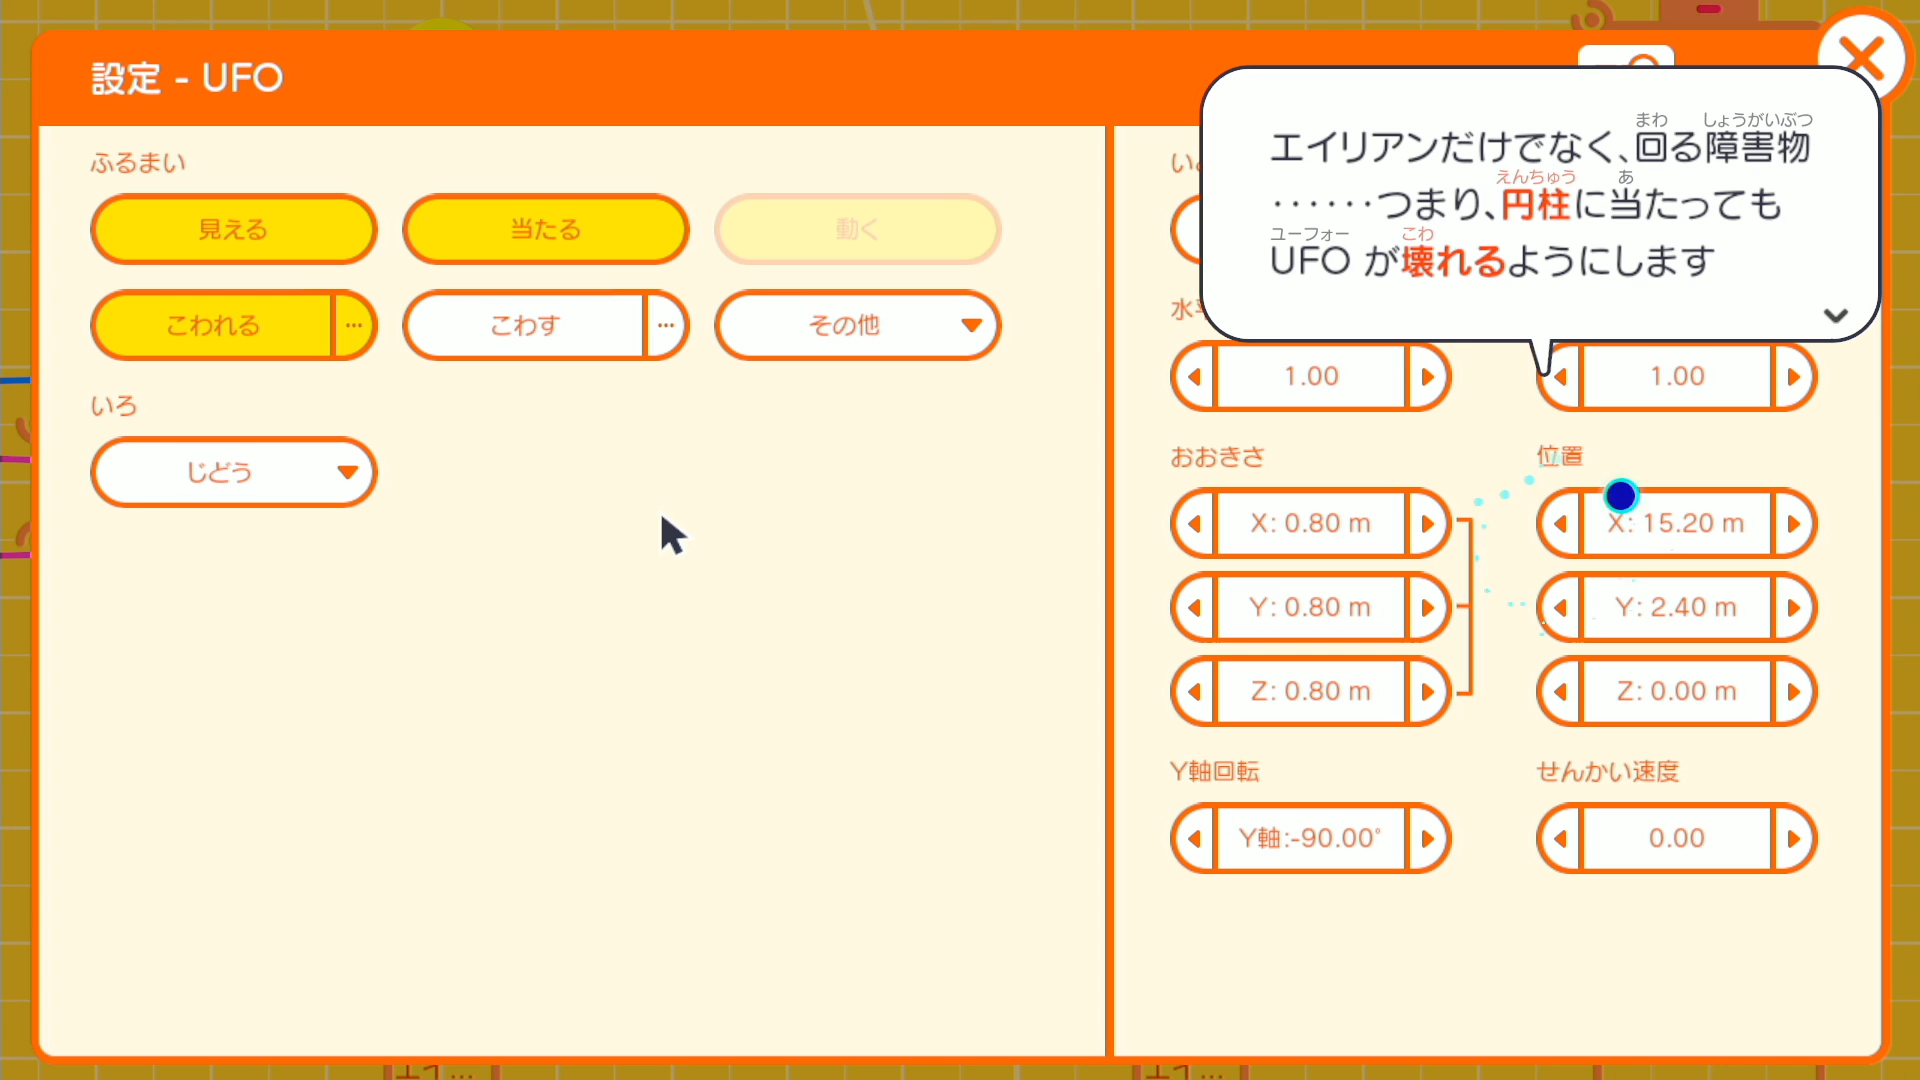 設定 - UFO
ふるまい
見える
当たる
動く
こわれる
...
こわす
...
その他
いろ
じどう
まわ しょうがいぶつ
エイリアンだけでなく、回る障害物
えんちゅう あ
······つまり、円柱に当たっても
ユーフォー こわ
UFO が壊れるようにします
1.00
1.00
おおきさ
位置
X: 0.80 m
X: 15.20 m
Y: 0.80 m
Y: 2.40 m
Z: 0.80 m
Z: 0.00 m
Y軸回転
せんかい速度
Y軸:-90.00°
0.00
エイ...
エイ...